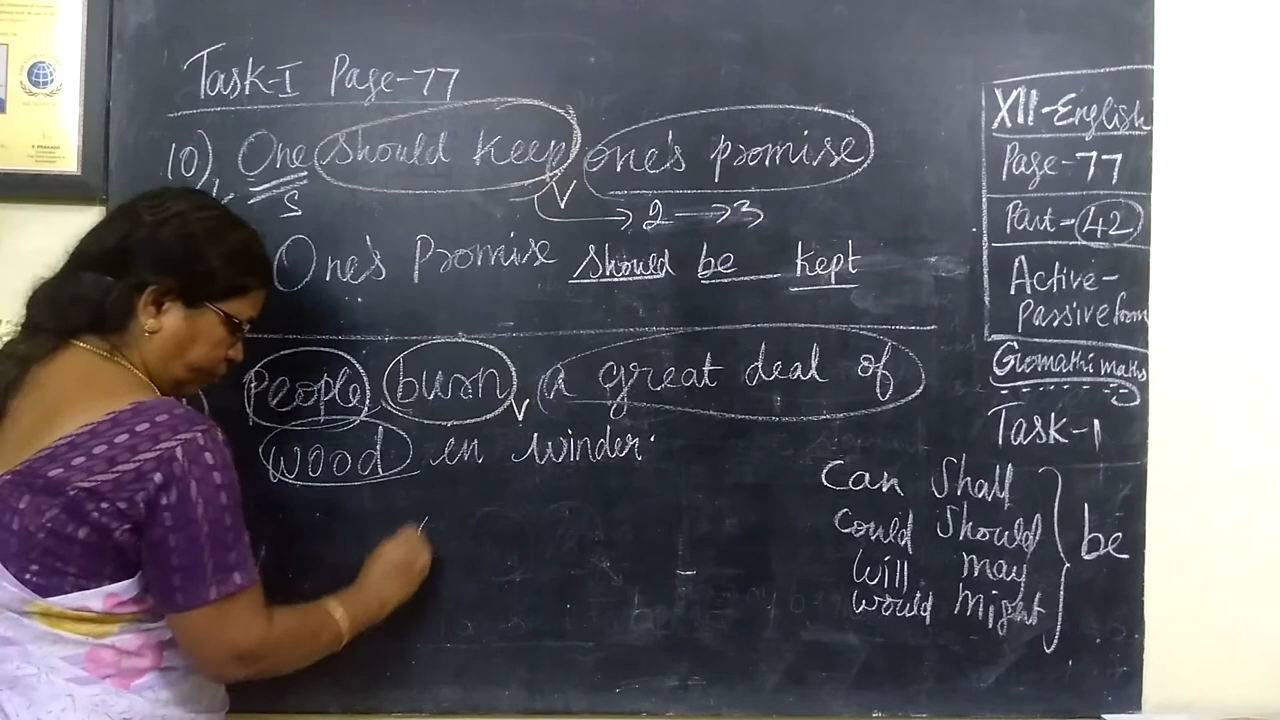 Task-I Page-77
10) One should keep one's promise
S V
2 → 3
One's Promise should be kept
People burn a great deal of
V
wood in winder.
XII-English
Page-77
Part-42
Active-
Passive form
Gomathi maths
Task-1
Can Shall
Could Should
Will may
would Might
be